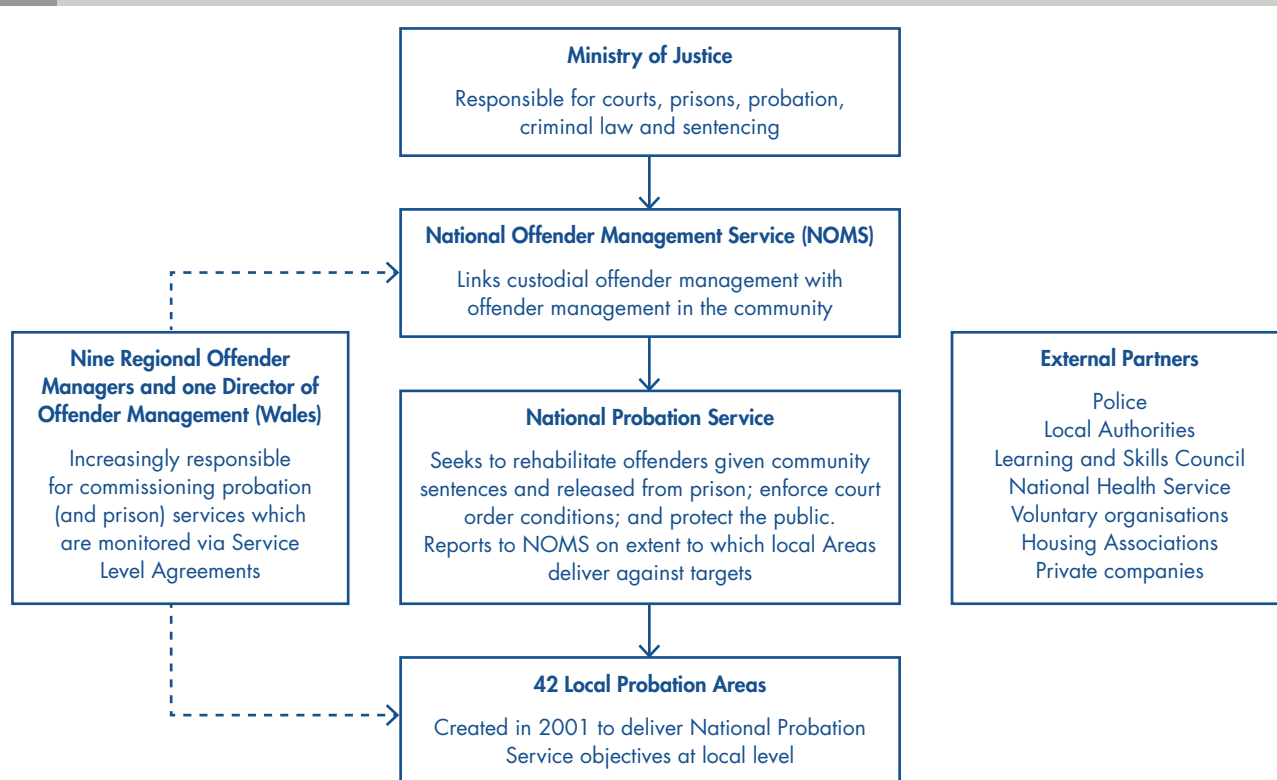 Ministry of Justice
Responsible for courts, prisons, probation,
criminal law and sentencing
National Offender Management Service (NOMS)
Links custodial offender management with
offender management in the community
Nine Regional Offender
Managers and one Director of
Offender Management (Wales)
Increasingly responsible
for commissioning probation
(and prison) services which
are monitored via Service
Level Agreements
National Probation Service
Seeks to rehabilitate offenders given community
sentences and released from prison; enforce court
order conditions; and protect the public.
Reports to NOMS on extent to which local Areas
deliver against targets
External Partners
Police
Local Authorities
Learning and Skills Council
National Health Service
Voluntary organisations
Housing Associations
Private companies
42 Local Probation Areas
Created in 2001 to deliver National Probation
Service objectives at local level